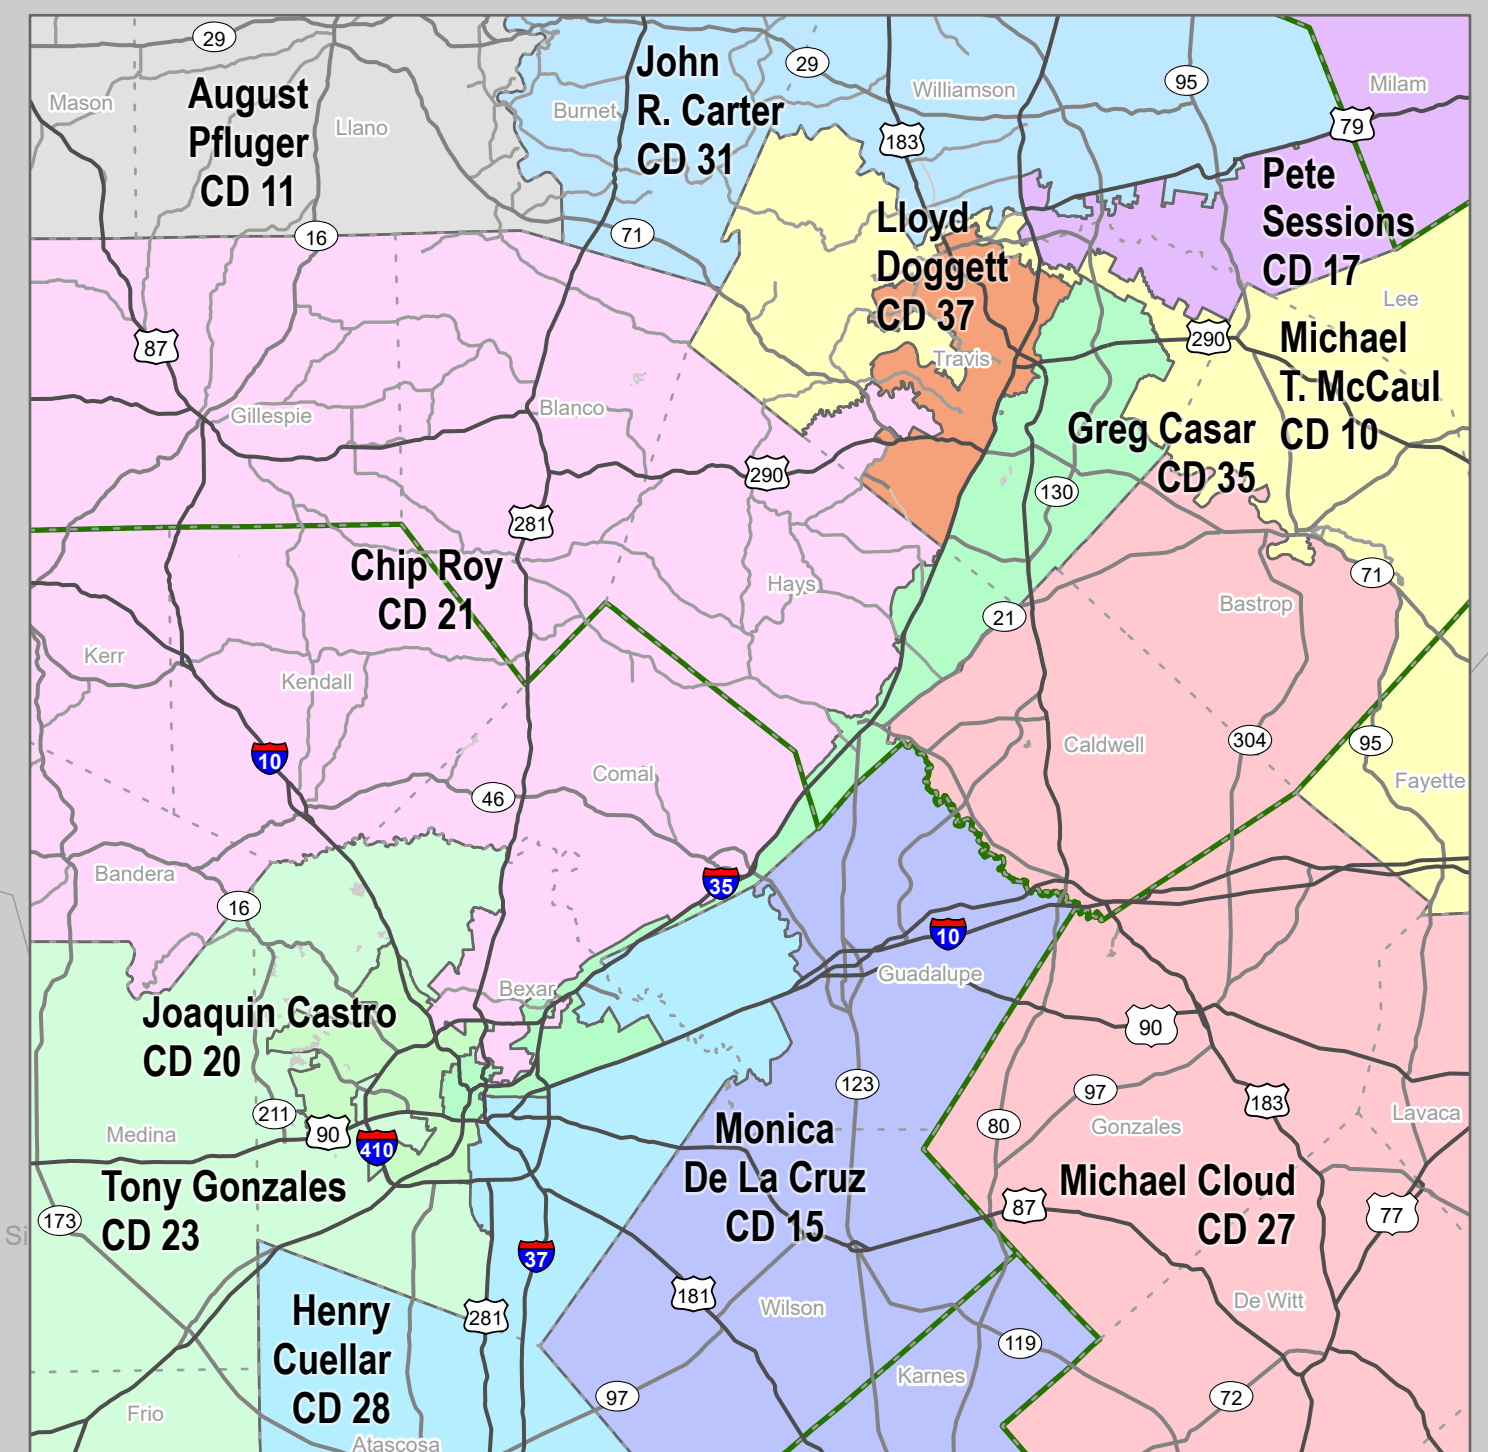 29
Mason
August
Pfluger
CD 11
Llano
16
John
R. Carter
CD 31
Burnet
29
Williamson
183
95
Milam
79
71
Lloyd
Doggett
CD 37
Travis
Pete
Sessions
CD 17
Lee
290
Michael
T. McCaul
CD 10
87
Gillespie
Blanco
290
Greg Casar
CD 35
130
281
Chip Roy
CD 21
Hays
21
71
Bastrop
Kerr
Kendall
10
46
Comal
Caldwell
304
95
Fayette
Bandera
16
35
10
Guadalupe
Bexar
Joaquin Castro
CD 20
211
90
410
Medina
Tony Gonzales
CD 23
173
Si
90
123
97
183
80
Gonzales
Lavaca
Monica
De La Cruz
CD 15
87
Michael Cloud
CD 27
77
37
281
181
Wilson
De Witt
Henry
Cuellar
CD 28
119
97
Karnes
72
Frio
Atascosa